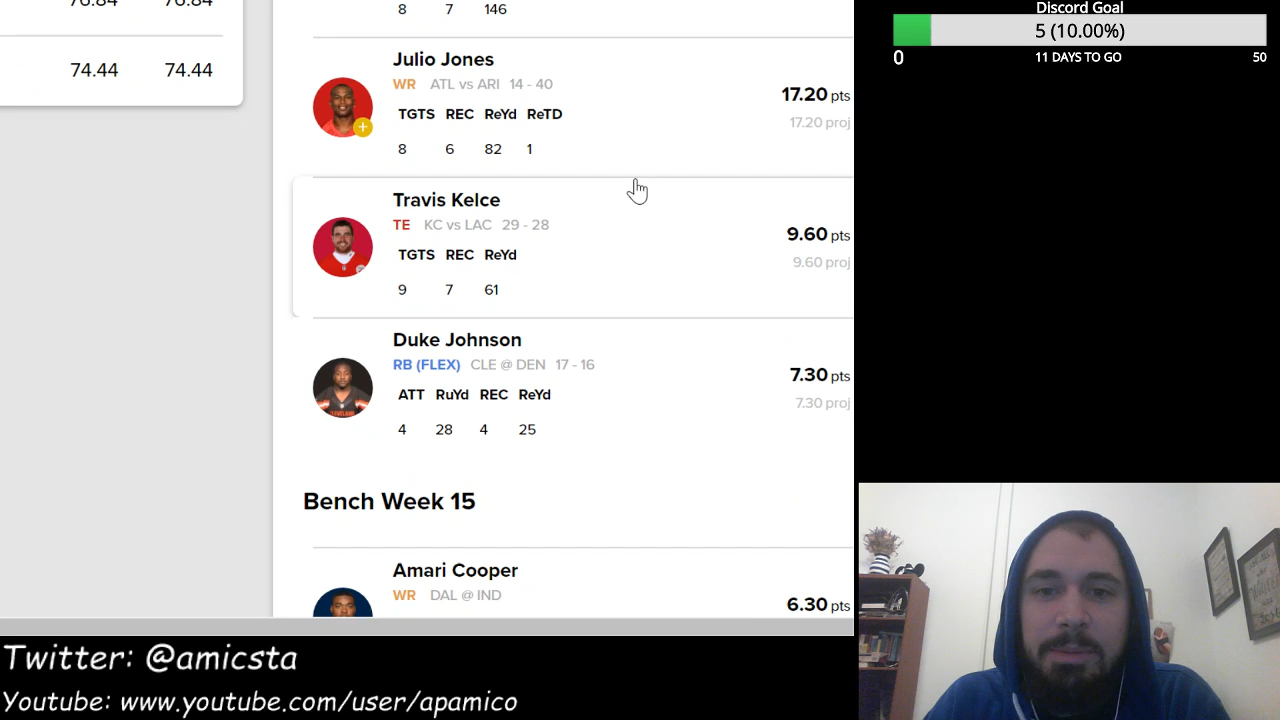 76.84 76.84
74.44 74.44
8 7 146
Julio Jones
WR ATL vs ARI 14 - 40
TGTS REC ReYd ReTD
8 6 82 1
17.20 pts
17.20 proj
Travis Kelce
TE KC vs LAC 29 - 28
TGTS REC ReYd
9 7 61
9.60 pts
9.60 proj
Duke Johnson
RB (FLEX) CLE @ DEN 17 - 16
ATT RuYd REC ReYd
4 28 4 25
7.30 pts
7.30 proj
Bench Week 15
Amari Cooper
WR DAL @ IND
6.30 pts
Discord Goal
5 (10.00%)
0 11 DAYS TO GO 50
Twitter: @amicsta
Youtube: www.youtube.com/user/apamico